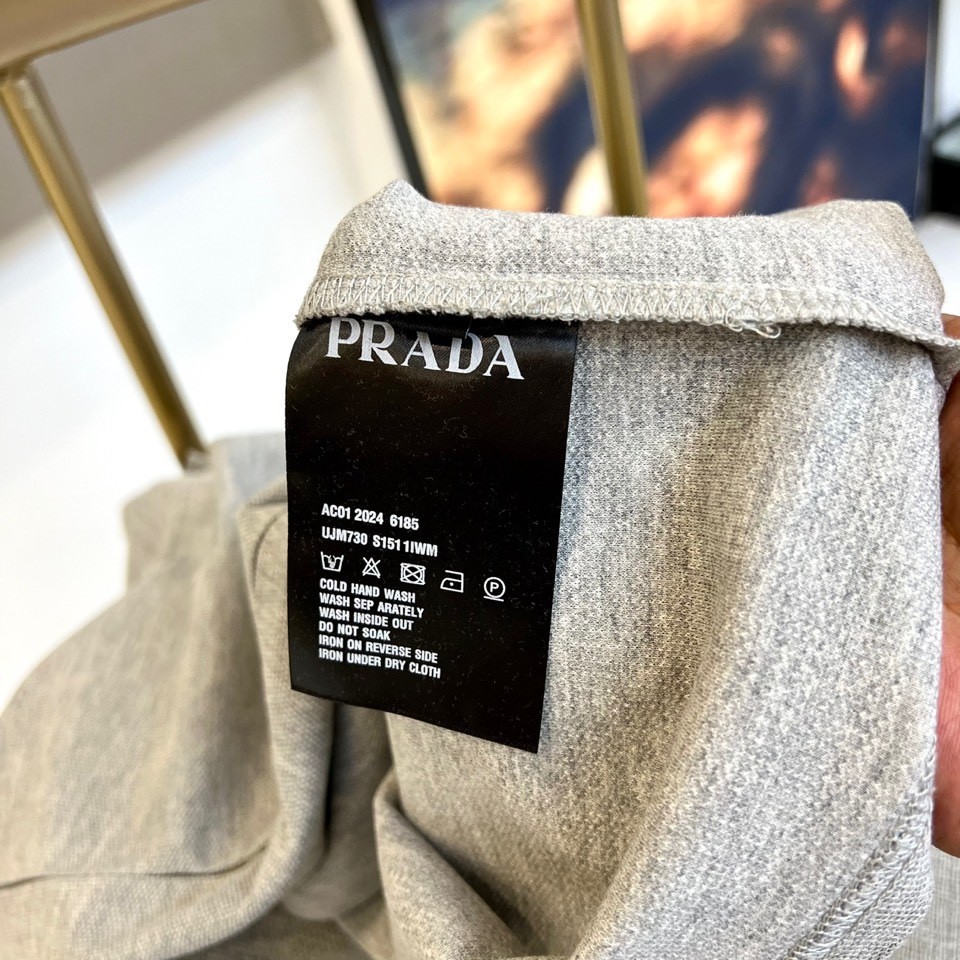 PRADA
AC01 2024 6185
UJM730 S151 1IWM
P
COLD HAND WASH
WASH SEP ARATELY
WASH INSIDE OUT
DO NOT SOAK
IRON ON REVERSE SIDE
IRON UNDER DRY CLOTH